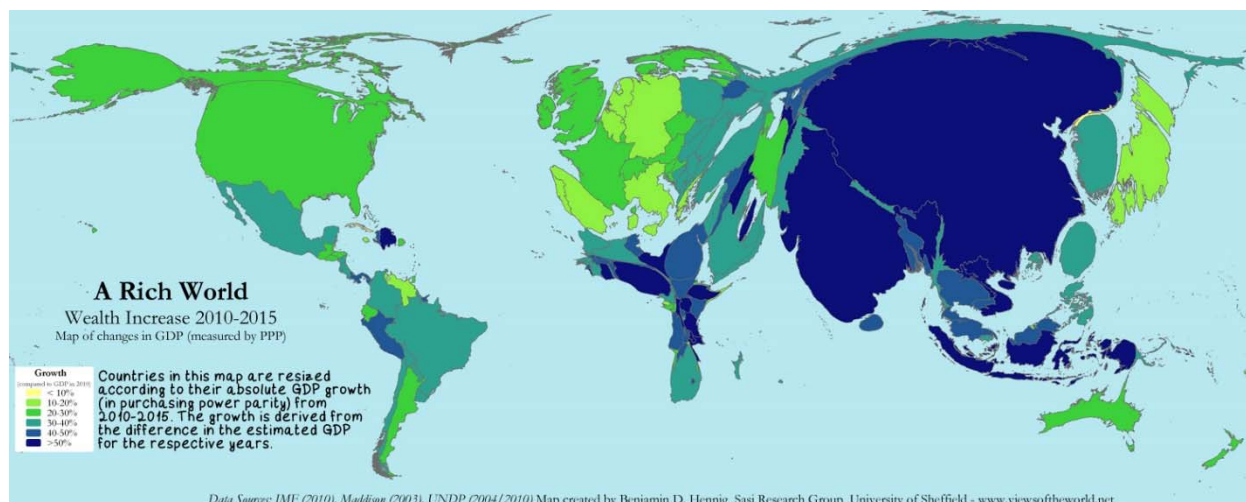 A Rich World
Wealth Increase 2010-2015
Map of changes in GDP (measured by PPP)
Growth
(compared to GDP in 2010)
< 10%
10-20%
20-30%
30-40%
40-50%
>50%
Countries in this map are resized
according to their absolute GDP growth
(in purchasing power parity) from
2010-2015. The growth is derived from
the difference in the estimated GDP
for the respective years.
Data Sources: IMF (2010), Maddison (2003), UNDP (2004/2010) Map created by Benjamin D. Hennig, Sasi Research Group, University of Sheffield - www.viewsoftheworld.net